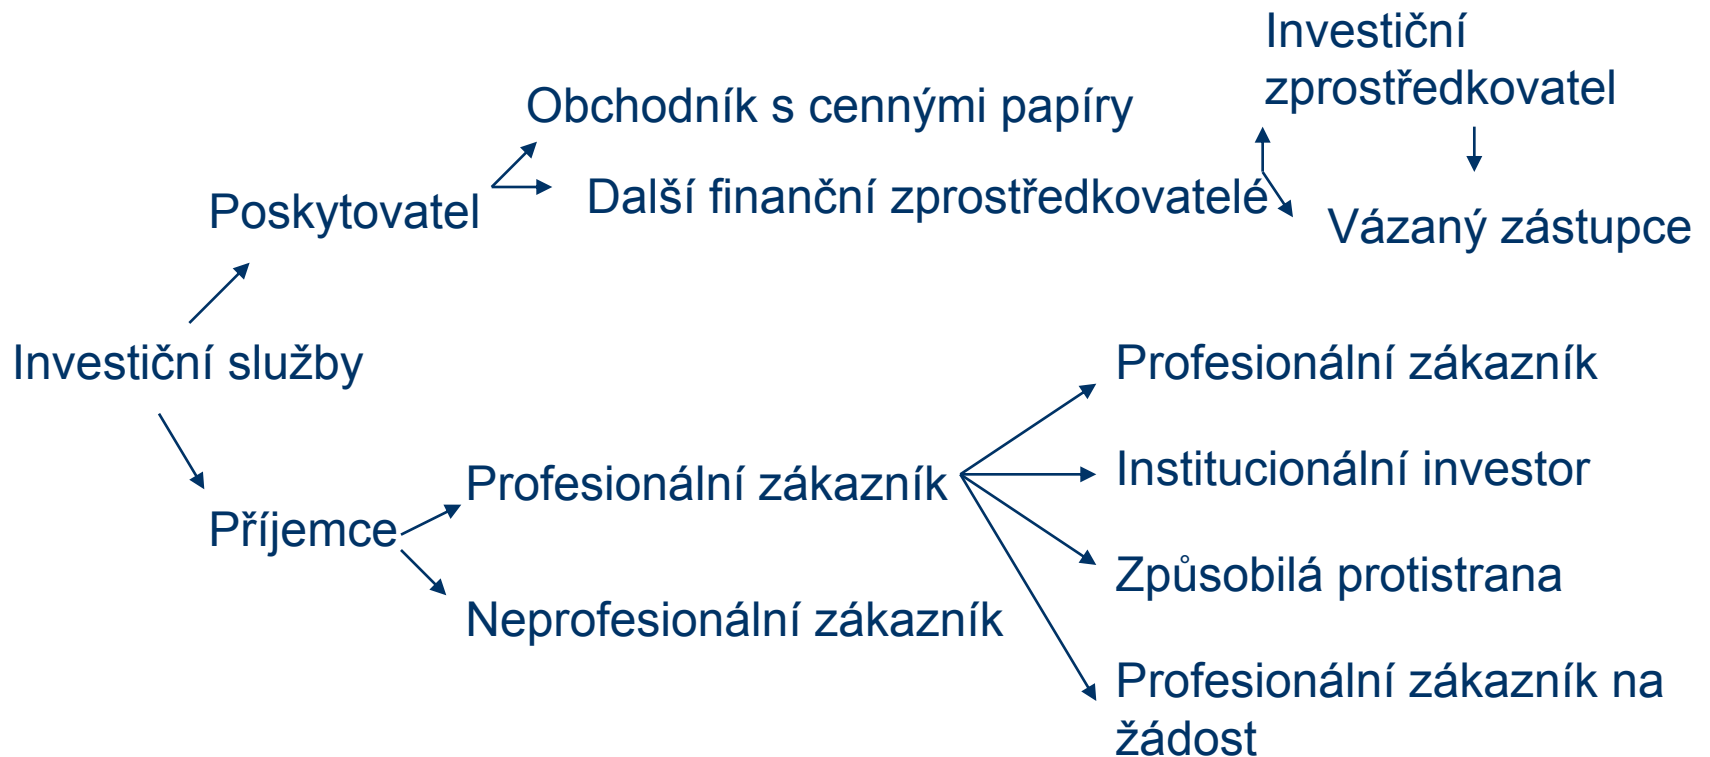 Investiční
zprostředkovatel
Obchodník s cennými papíry
Další finanční zprostředkovatelé
Poskytovatel
Vázaný zástupce
Investiční služby
Profesionální zákazník
Institucionální investor
Profesionální zákazník
Příjemce
Způsobilá protistrana
Neprofesionální zákazník
Profesionální zákazník na
žádost